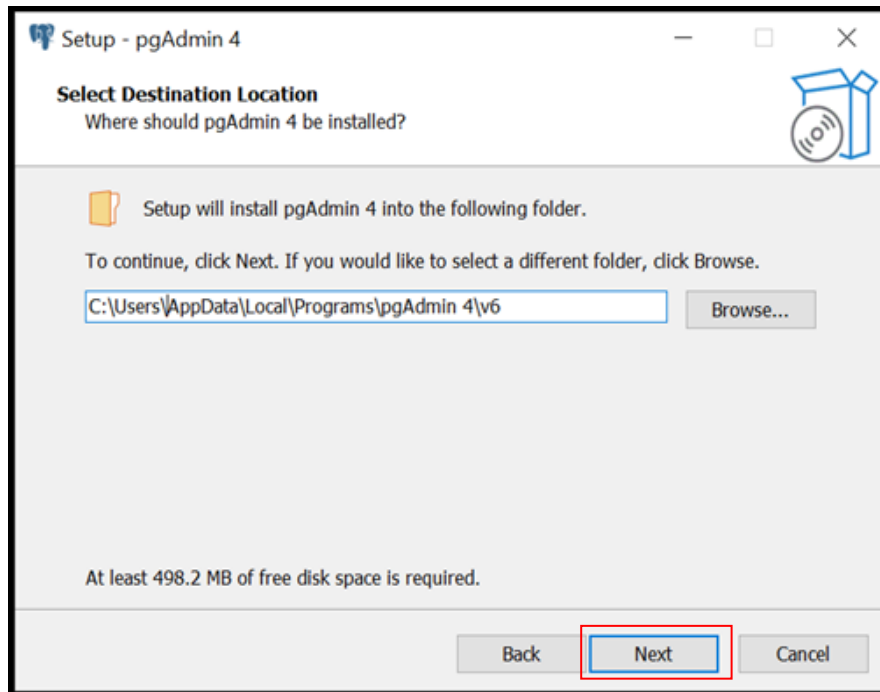 Setup - pgAdmin 4
Select Destination Location
Where should pgAdmin 4 be installed?
Setup will install pgAdmin 4 into the following folder.
To continue, click Next. If you would like to select a different folder, click Browse.
C:\Users\AppData\Local\Programs\pgAdmin 4\v6
Browse...
At least 498.2 MB of free disk space is required.
Back
Next
Cancel